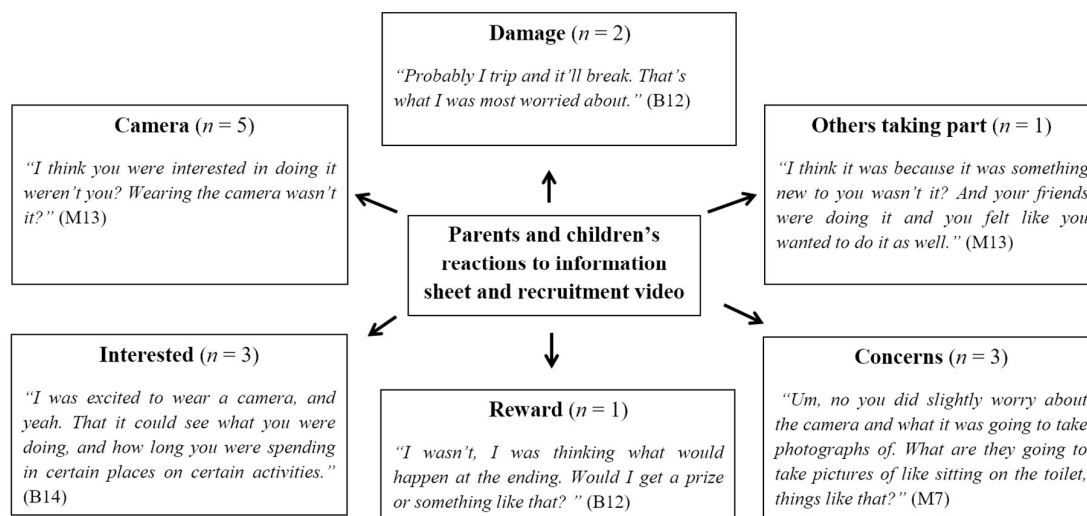 Damage (n = 2)
“Probably I trip and it’ll break. That’s
what I was most worried about.” (B12)
Camera (n = 5)
“I think you were interested in doing it
weren’t you? Wearing the camera wasn’t
it?” (M13)
Others taking part (n = 1)
“I think it was because it was something
new to you wasn’t it? And your friends
were doing it and you felt like you
wanted to do it as well.” (M13)
Parents and children’s
reactions to information
sheet and recruitment video
Interested (n = 3)
“I was excited to wear a camera, and
yeah. That it could see what you were
doing, and how long you were spending
in certain places on certain activities.”
(B14)
Reward (n = 1)
“I wasn’t, I was thinking what would
happen at the ending. Would I get a prize
or something like that? ” (B12)
Concerns (n = 3)
“Um, no you did slightly worry about
the camera and what it was going to take
photographs of. What are they going to
take pictures of like sitting on the toilet,
things like that?” (M7)